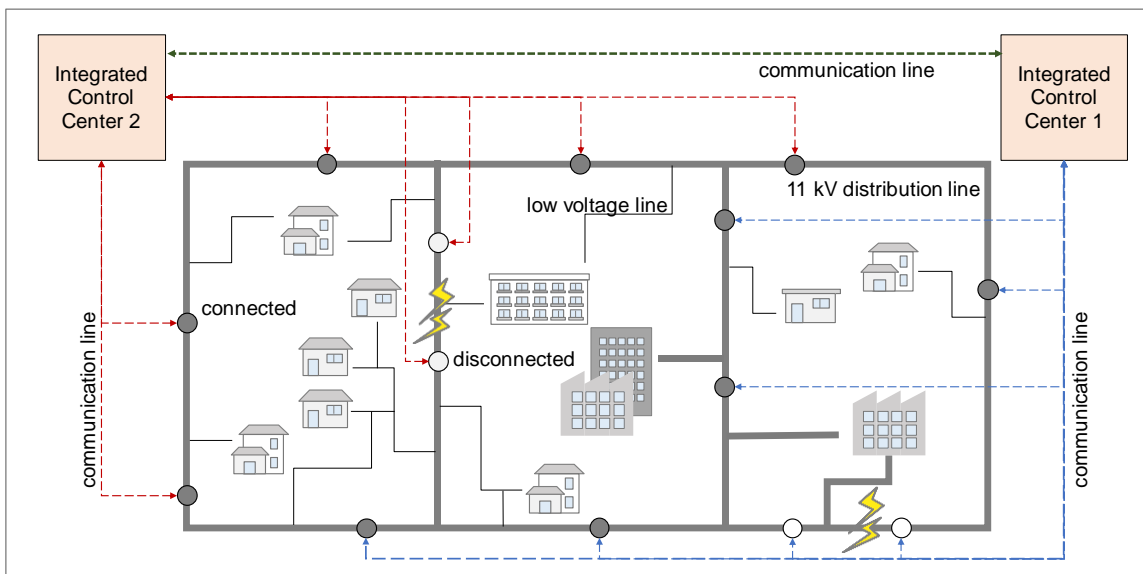 Integrated
Control
Center 2
communication line
Integrated
Control
Center 1
11 kV distribution line
low voltage line
connected
disconnected
communication line
communication line